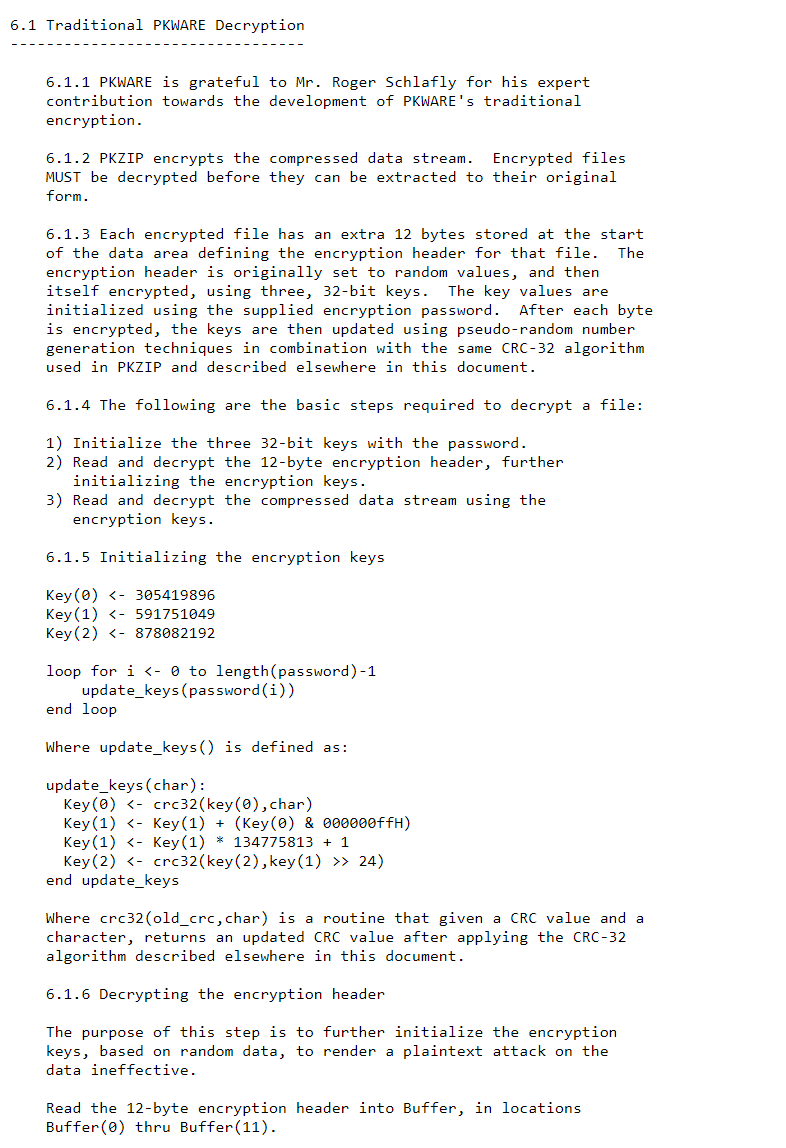 6.1 Traditional PKWARE Decryption
---------------------------------
6.1.1 PKWARE is grateful to Mr. Roger Schlafly for his expert
contribution towards the development of PKWARE's traditional
encryption.
6.1.2 PKZIP encrypts the compressed data stream.  Encrypted files
MUST be decrypted before they can be extracted to their original
form.
6.1.3 Each encrypted file has an extra 12 bytes stored at the start
of the data area defining the encryption header for that file.  The
encryption header is originally set to random values, and then
itself encrypted, using three, 32-bit keys.  The key values are
initialized using the supplied encryption password.  After each byte
is encrypted, the keys are then updated using pseudo-random number
generation techniques in combination with the same CRC-32 algorithm
used in PKZIP and described elsewhere in this document.
6.1.4 The following are the basic steps required to decrypt a file:
1) Initialize the three 32-bit keys with the password.
2) Read and decrypt the 12-byte encryption header, further
initializing the encryption keys.
3) Read and decrypt the compressed data stream using the
encryption keys.
6.1.5 Initializing the encryption keys
Key(0) <- 305419896
Key(1) <- 591751049
Key(2) <- 878082192
loop for i <- 0 to length(password)-1
update_keys(password(i))
end loop
Where update_keys() is defined as:
update_keys(char):
Key(0) <- crc32(key(0),char)
Key(1) <- Key(1) + (Key(0) & 000000ffH)
Key(1) <- Key(1) * 134775813 + 1
Key(2) <- crc32(key(2),key(1) >> 24)
end update_keys
Where crc32(old_crc,char) is a routine that given a CRC value and a
character, returns an updated CRC value after applying the CRC-32
algorithm described elsewhere in this document.
6.1.6 Decrypting the encryption header
The purpose of this step is to further initialize the encryption
keys, based on random data, to render a plaintext attack on the
data ineffective.
Read the 12-byte encryption header into Buffer, in locations
Buffer(0) thru Buffer(11).